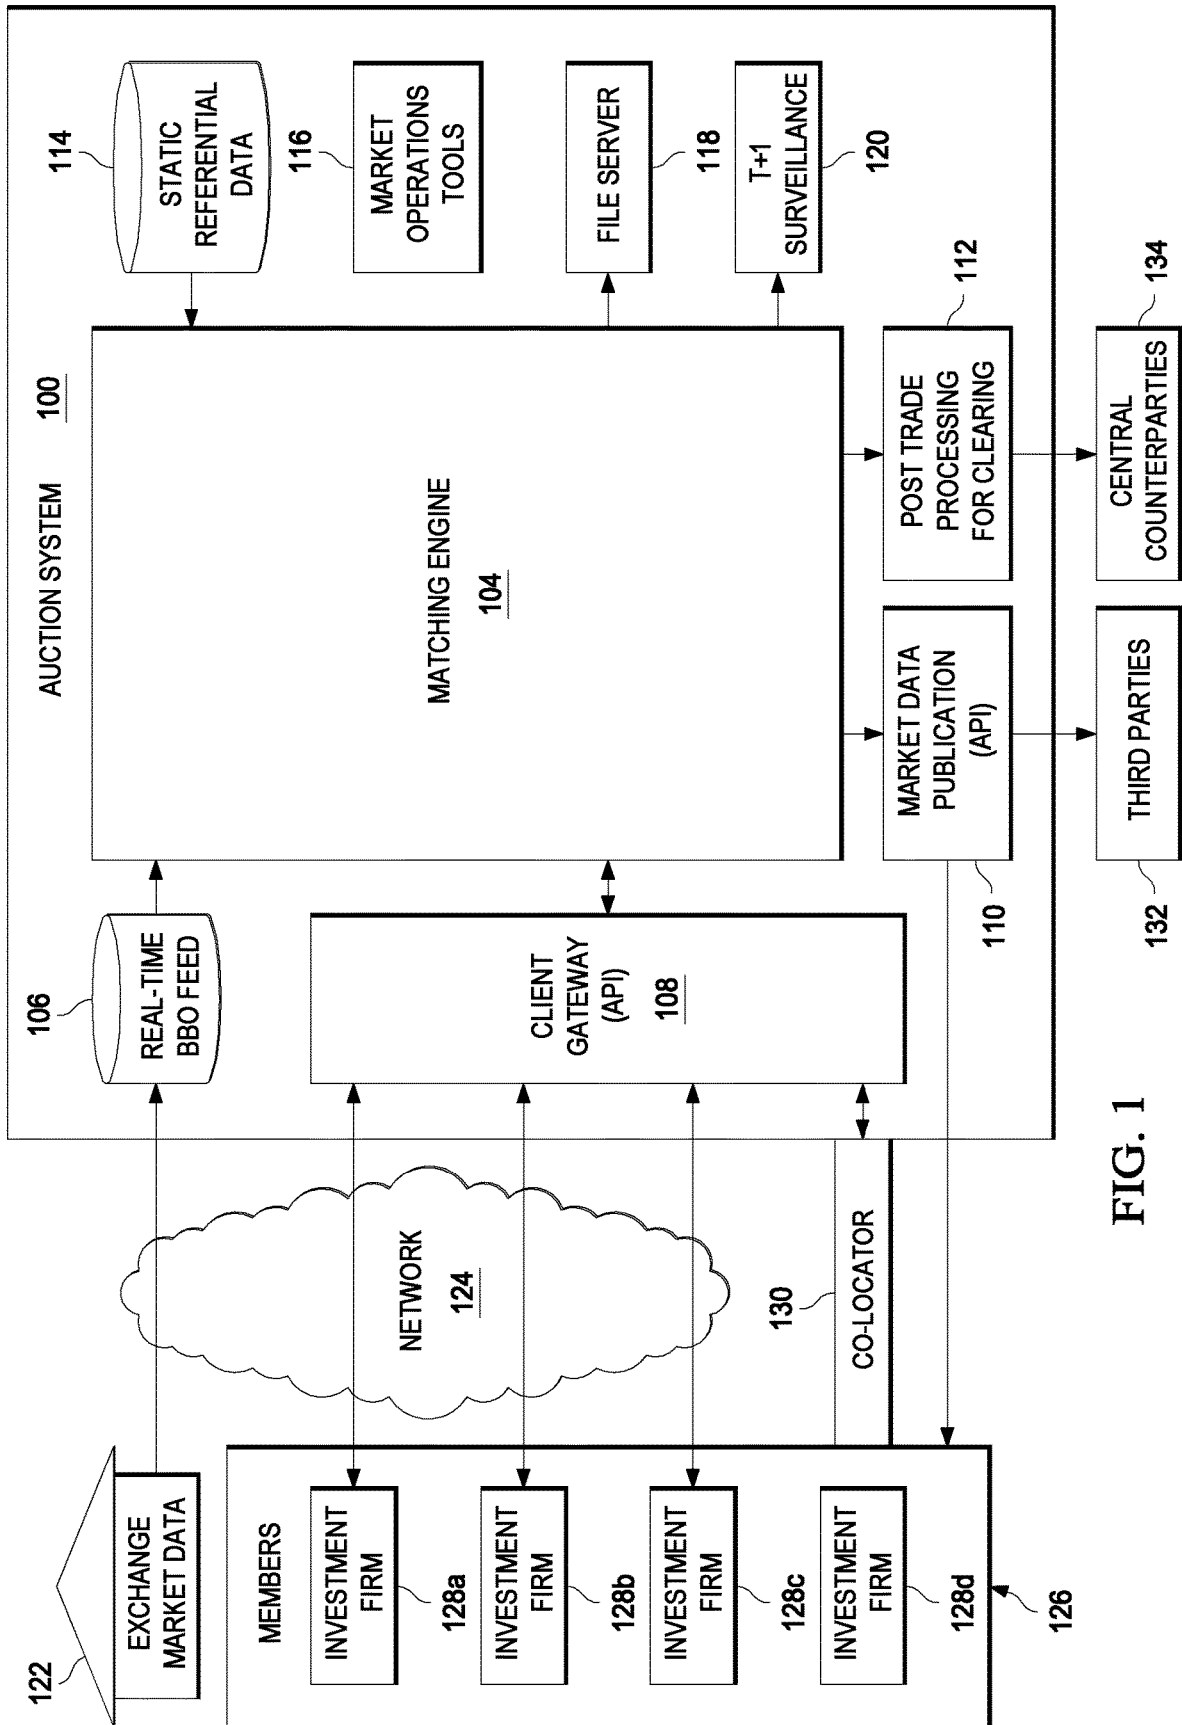 AUCTION SYSTEM
100
122
EXCHANGE
MARKET DATA
106
REAL-TIME
BBO FEED
114
STATIC
REFERENTIAL
DATA
116
MARKET
OPERATIONS
TOOLS
MATCHING ENGINE
104
NETWORK
124
CLIENT
GATEWAY
(API)
108
MEMBERS
INVESTMENT
FIRM
128a
INVESTMENT
FIRM
128b
INVESTMENT
FIRM
128c
INVESTMENT
FIRM
128d
126
130
CO-LOCATOR
FILE SERVER
118
T+1
SURVEILLANCE
120
MARKET DATA
PUBLICATION
(API)
110
POST TRADE
PROCESSING
FOR CLEARING
112
THIRD PARTIES
132
CENTRAL
COUNTERPARTIES
134
FIG. 1